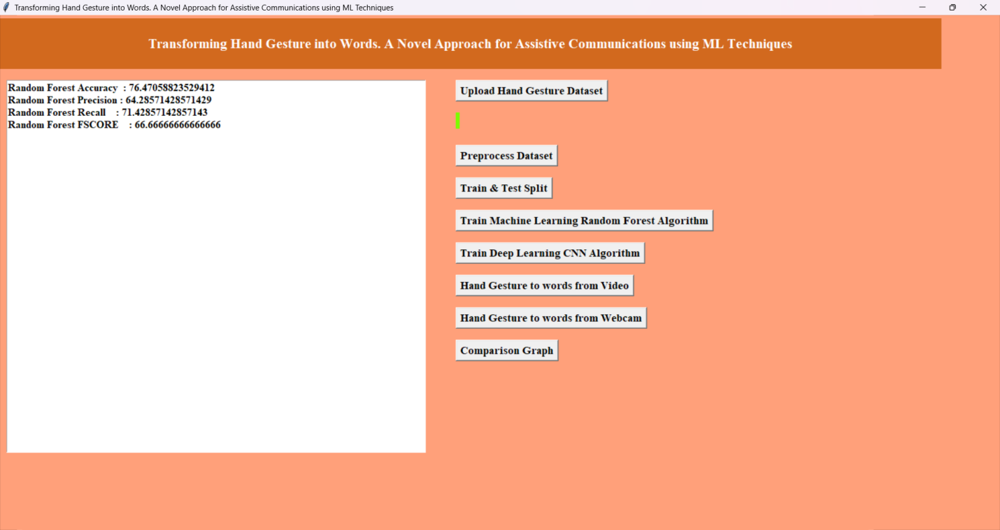 Transforming Hand Gesture into Words. A Novel Approach for Assistive Communications using ML Techniques
Transforming Hand Gesture into Words. A Novel Approach for Assistive Communications using ML Techniques
Random Forest Accuracy : 76.47058823529412
Random Forest Precision : 64.28571428571429
Random Forest Recall : 71.42857142857143
Random Forest FSCORE : 66.66666666666666
Upload Hand Gesture Dataset
Preprocess Dataset
Train & Test Split
Train Machine Learning Random Forest Algorithm
Train Deep Learning CNN Algorithm
Hand Gesture to words from Video
Hand Gesture to words from Webcam
Comparison Graph